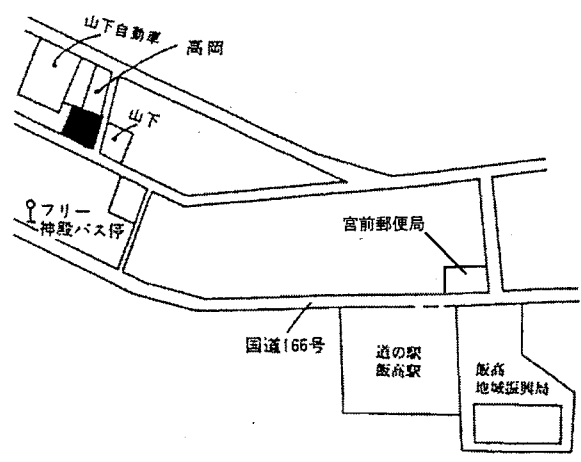 山下自動車
高岡
山下
フリー
神殿バス停
宮前郵便局
国道166号
道の駅
飯高駅
飯高
地域振興局